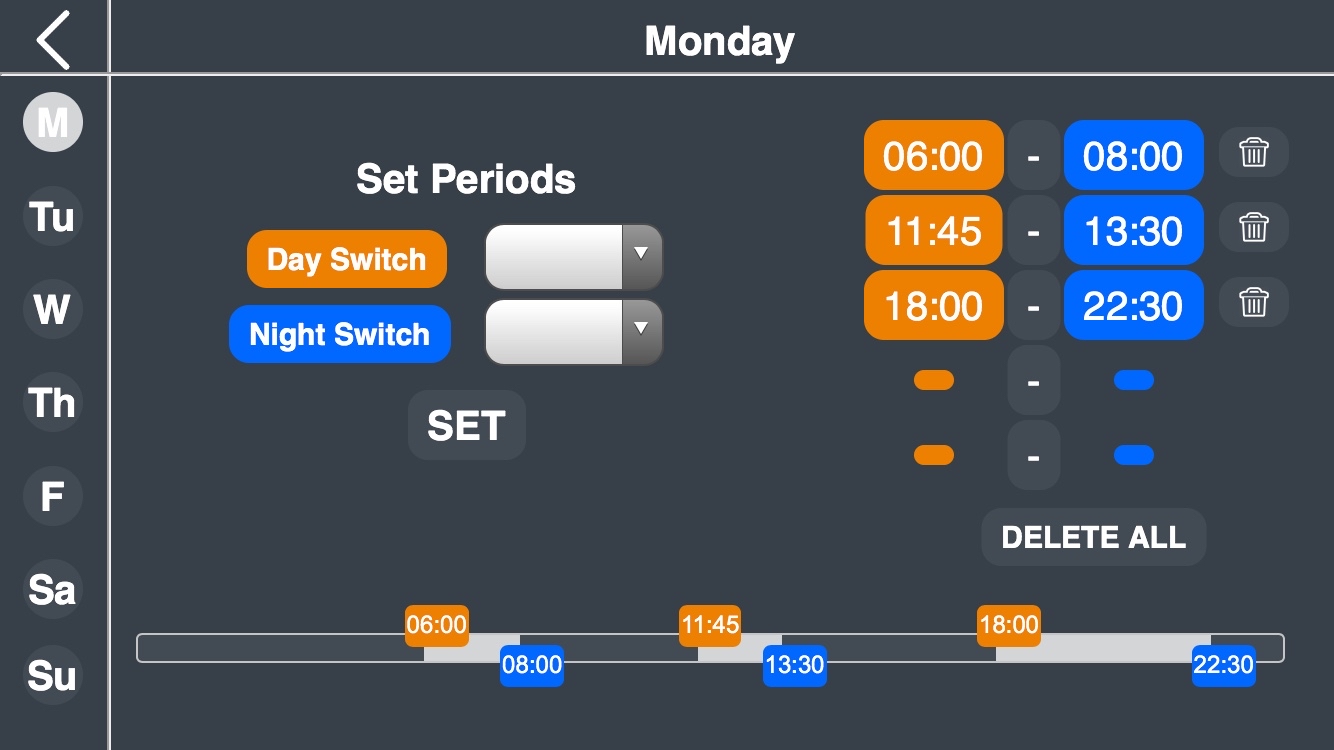 Monday
M
Tu
W
Th
F
Sa
Su
Set Periods
Day Switch
Night Switch
SET
06:00 - 08:00
11:45 - 13:30
18:00 - 22:30
-
-
DELETE ALL
06:00 11:45 18:00
08:00 13:30 22:30